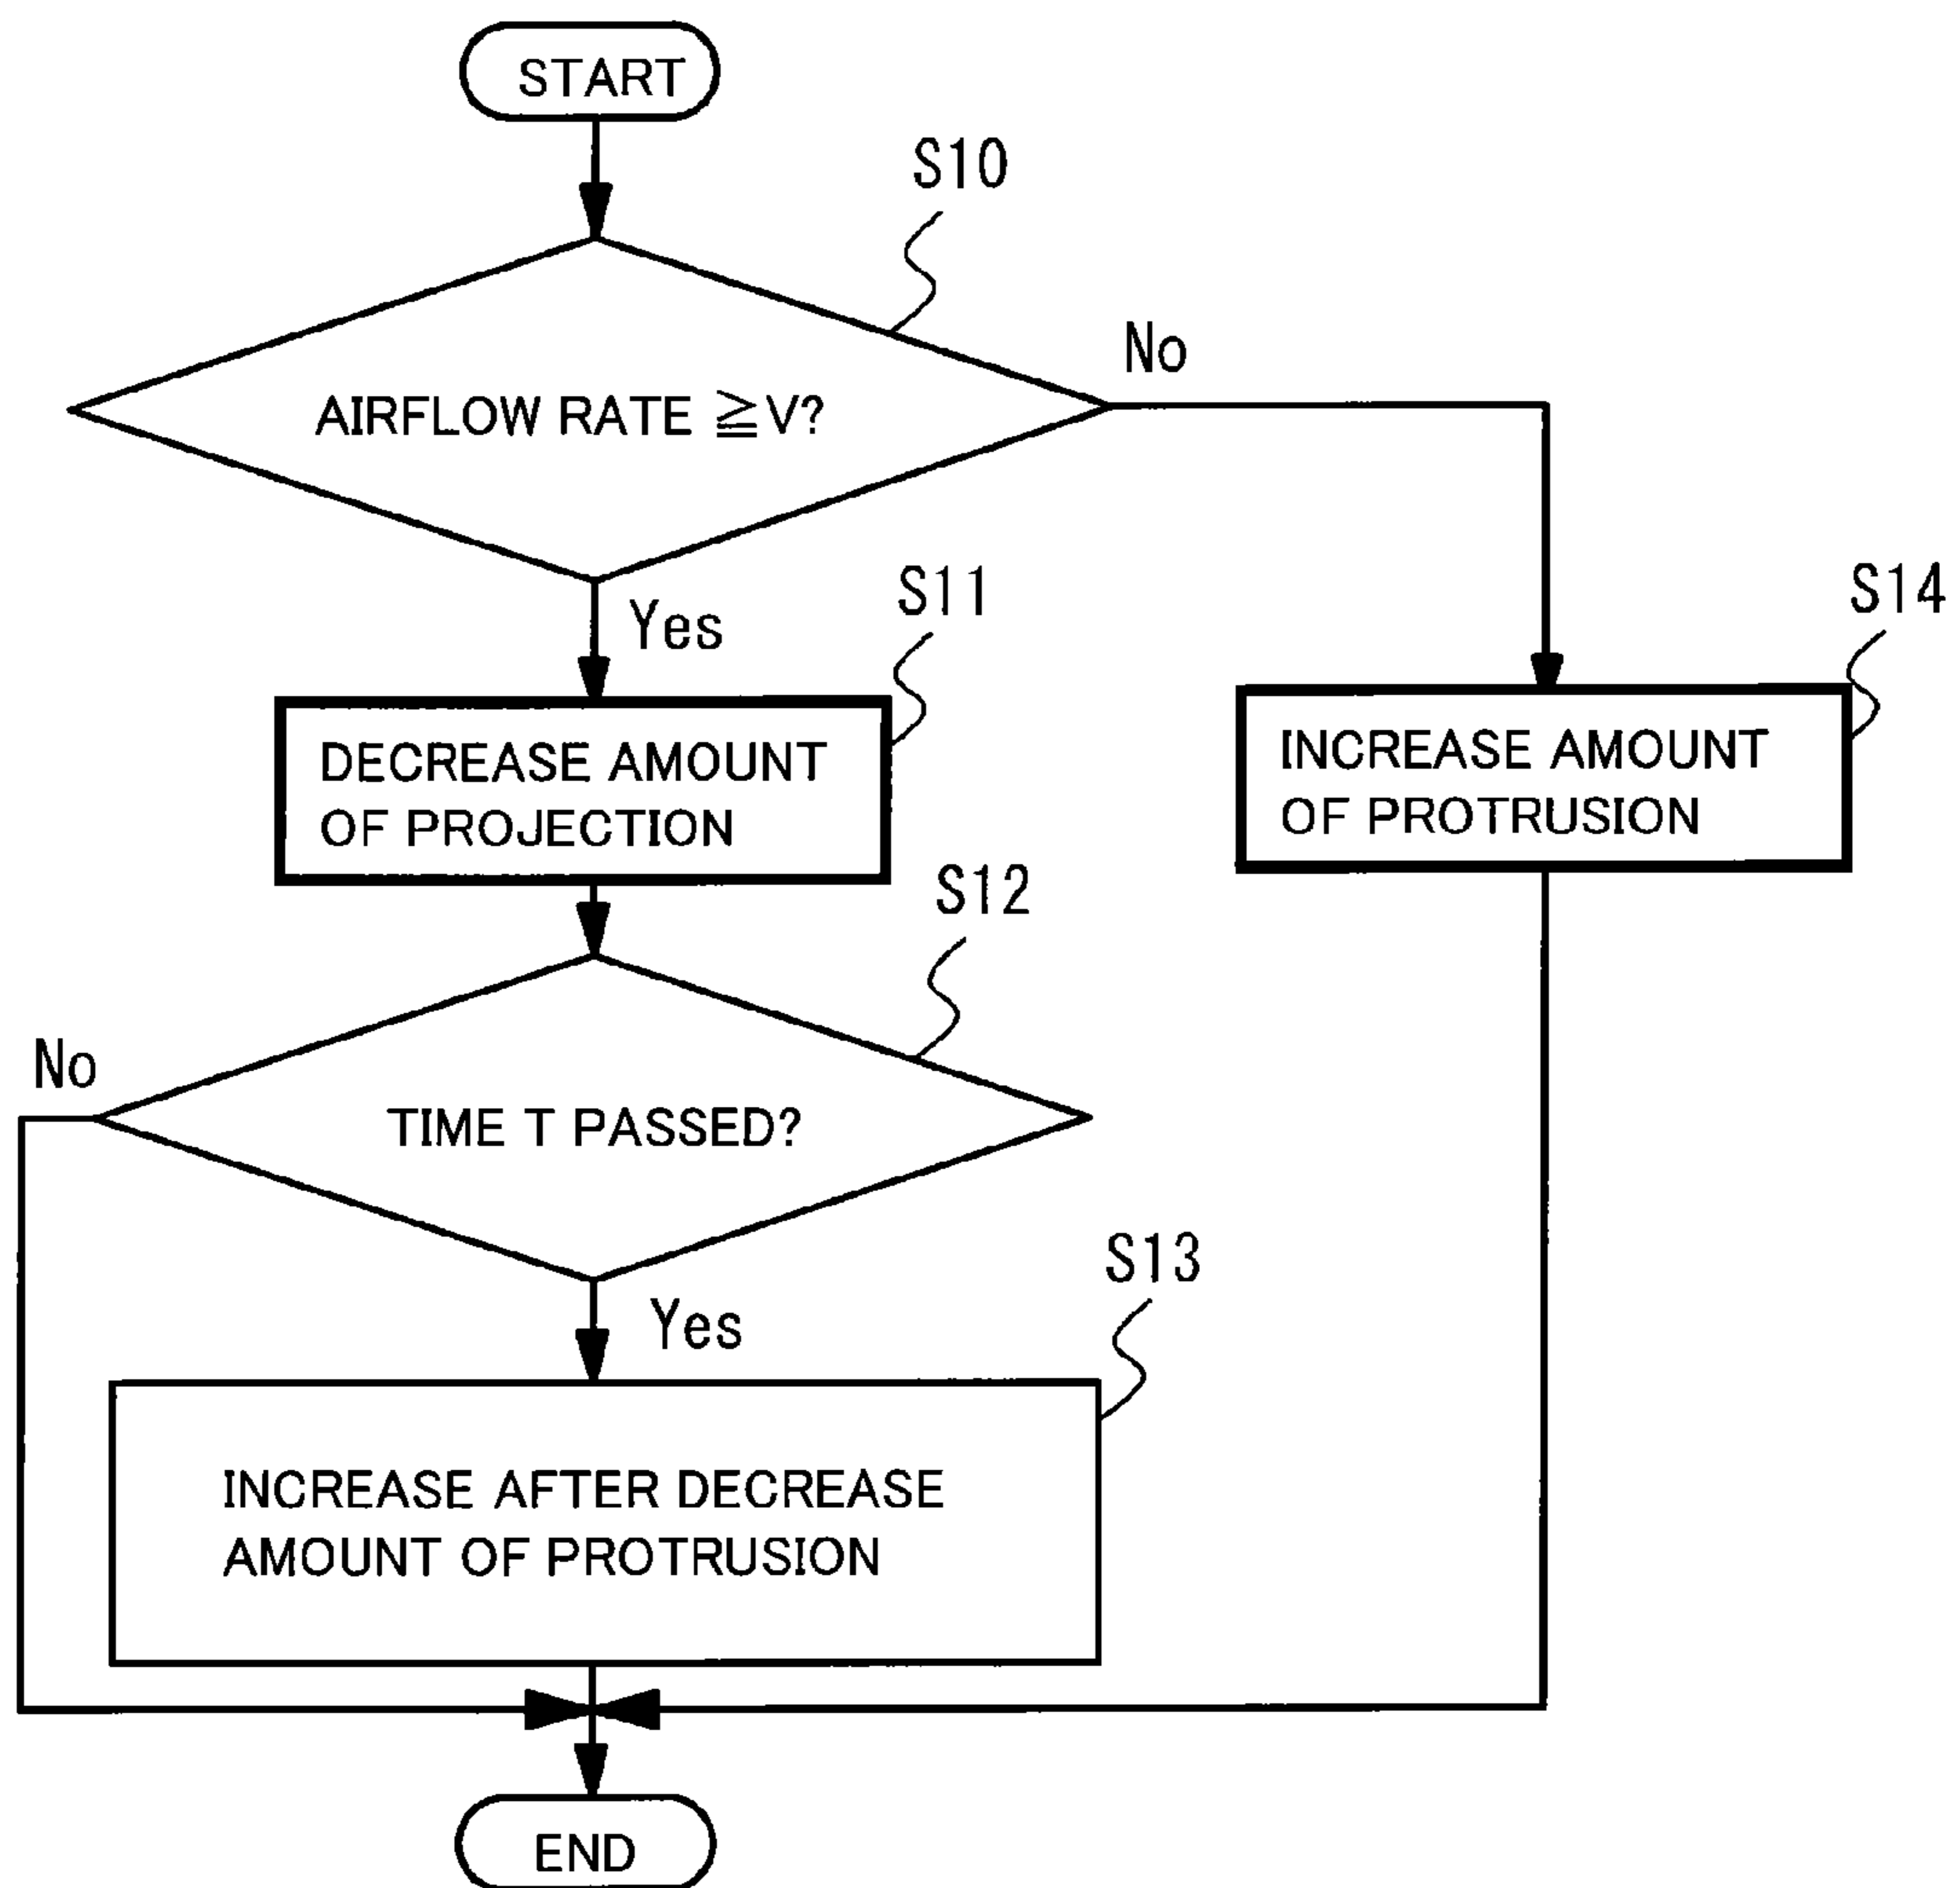 START
S10
No
AIRFLOW RATE ≧V?
Yes
S11
S14
DECREASE AMOUNT
OF PROJECTION
INCREASE AMOUNT
OF PROTRUSION
S12
No
TIME T PASSED?
S13
Yes
INCREASE AFTER DECREASE
AMOUNT OF PROTRUSION
END